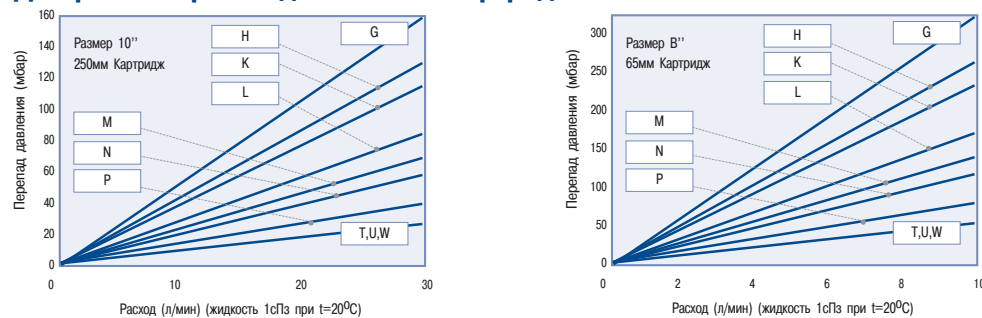 160
140
120
100
80
60
40
20
0
Перепад давления (мбар)
Размер 10''
250мм Картридж
H
K
L
M
N
P
G
T,U,W
0 10 20 30
Расход (л/мин) (жидкость 1сПз при t=20⁰C)
300
250
200
150
100
50
0
Перепад давления (мбар)
Размер B''
65мм Картридж
H
K
L
M
N
P
G
T,U,W
0 2 4 6 8 10
Расход (л/мин) (жидкость 1сПз при t=20⁰C)